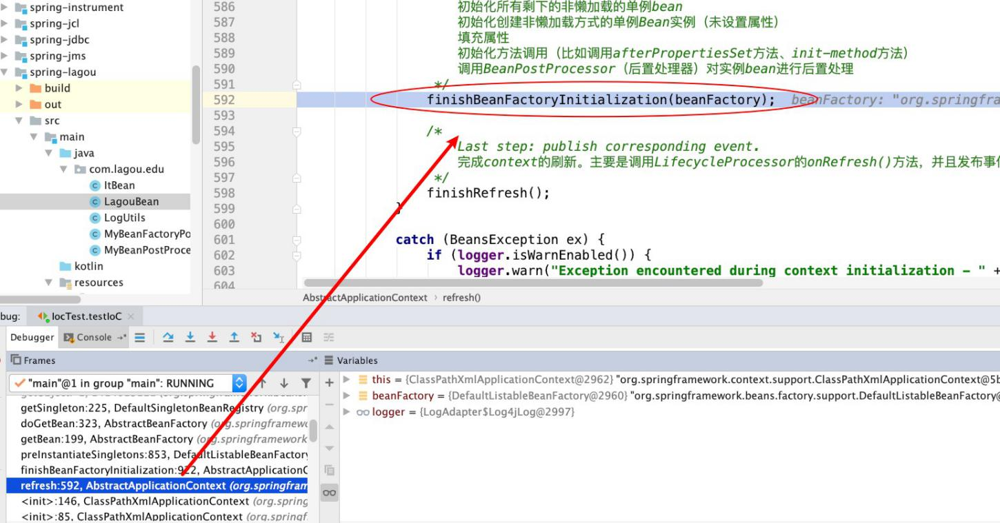 spring-instrument
spring-jcl
spring-jdbc
spring-jms
spring-lagou
build
out
src
main
java
com.lagou.edu
ItBean
LagouBean
LogUtils
MyBeanFactoryPo
MyBeanPostProce
kotlin
resources
586 初始化所有剩下的非懒加载的单例bean
587 初始化创建非懒加载方式的单例Bean实例（未设置属性）
588 填充属性
589 初始化方法调用（比如调用afterPropertiesSet方法、init-method方法）
590 调用BeanPostProcessor（后置处理器）对实例bean进行后置处理
591 */
592 finishBeanFactoryInitialization(beanFactory); beanFactory: "org.springfra
593
594 /*
595 Last step: publish corresponding event.
596 完成context的刷新。主要是调用LifecycleProcessor的onRefresh()方法，并且发布事件
597 */
598 finishRefresh();
599 }
600
601 catch (BeansException ex) {
602 if (logger.isWarnEnabled()) {
603 logger.warn("Exception encountered during context initialization - " +
604
AbstractApplicationContext › refresh()
bug: IocTest.testIoC
Debugger Console
Frames
"main"@1 in group "main": RUNNING
getSingleton:225, DefaultSingletonBeanRegistry (org.spr
doGetBean:323, AbstractBeanFactory (org.springframew
getBean:199, AbstractBeanFactory (org.springframework
preInstantiateSingletons:853, DefaultListableBeanFactory
finishBeanFactoryInitialization:922, AbstractApplicationC
refresh:592, AbstractApplicationContext (org.springfram
<init>:146, ClassPathXmlApplicationContext (org.spring
<init>:85, ClassPathXmlApplicationContext (org.springf
Variables
this = {ClassPathXmlApplicationContext@2962} "org.springframework.context.support.ClassPathXmlApplicationContext@5b
beanFactory = {DefaultListableBeanFactory@2960} "org.springframework.beans.factory.support.DefaultListableBeanFactory@
logger = {LogAdapter$Log4jLog@2997}